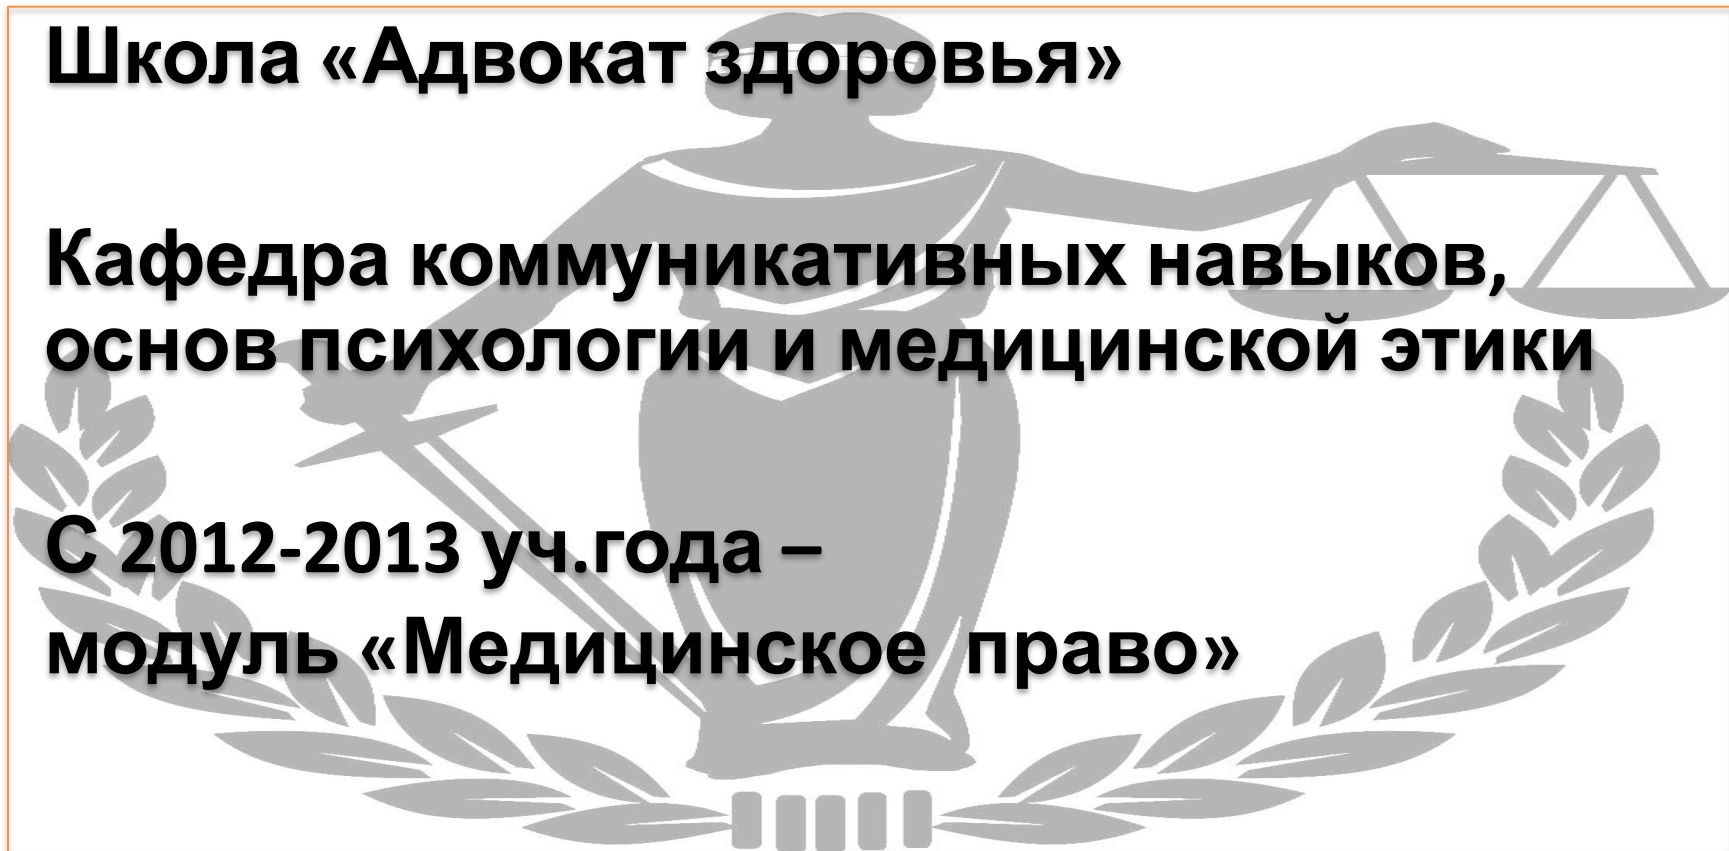 Школа «Адвокат здоровья»
Кафедра коммуникативных навыков,
основ психологии и медицинской этики
С 2012-2013 уч.года –
модуль «Медицинское  право»